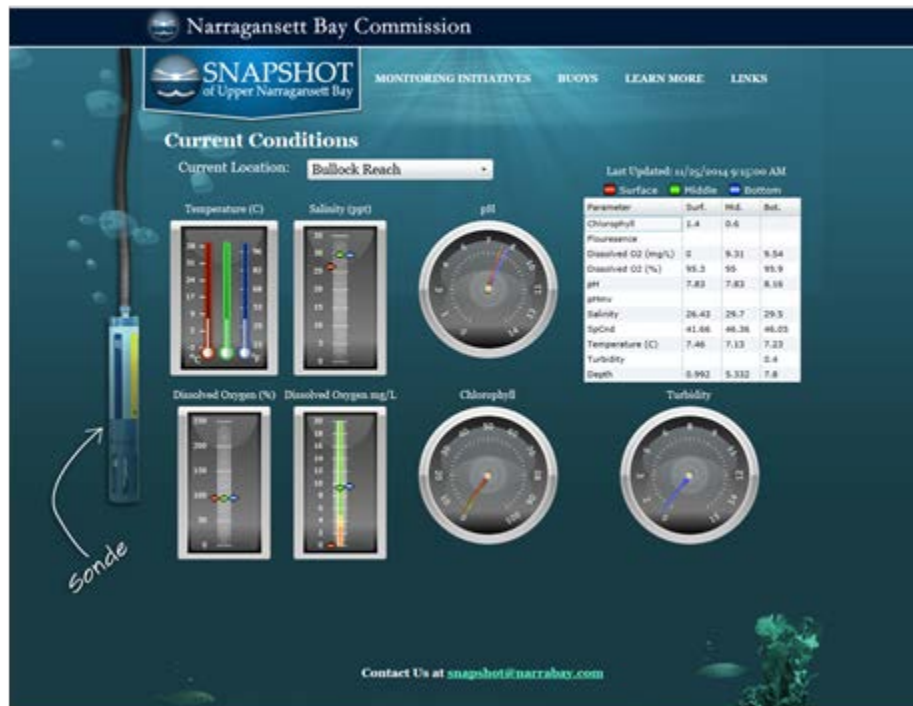 Narragansett Bay Commission
SNAPSHOT
of Upper Narragansett Bay
MONITORING INITIATIVES BUOYS LEARN MORE LINKS
Current Conditions
Current Location: Bullock Reach
Last Updated: 11/25/2014 9:15:00 AM
Surface Middle Bottom
Parameter Surf. Mid. Bot.
Chlorophyll 1.4 0.6
Flouresence
Dissolved O2 (mg/L) 0 9.31 9.54
Dissolved O2 (%) 95.3 95 95.9
pH 7.83 7.83 8.16
pHmv
Salinity 26.43 29.7 29.5
SpCnd 41.66 46.36 46.05
Temperature (C) 7.46 7.13 7.23
Turbidity 0.4
Depth 0.992 5.332 7.8
Temperature (C) Salinity (ppt) pH
°C °F
Dissolved Oxygen (%) Dissolved Oxygen mg/L Chlorophyll Turbidity
Sonde
Contact Us at snapshot@narrabay.com